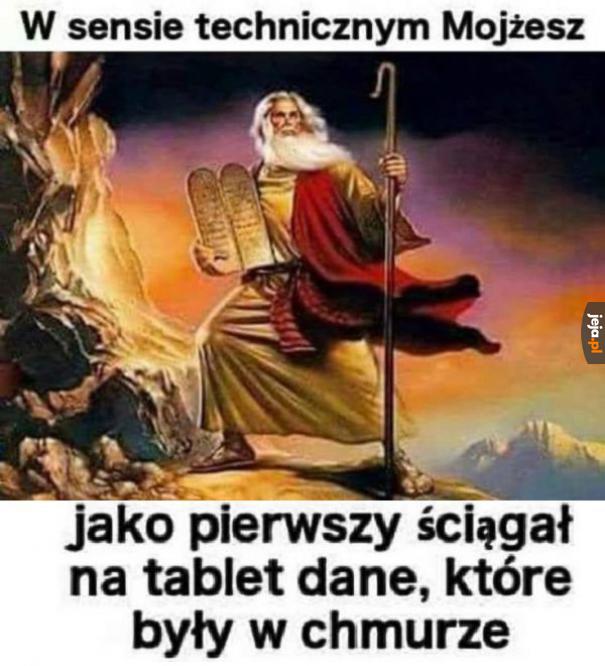 W sensie technicznym Mojżesz
jeja.pl
jako pierwszy ściągał
na tablet dane, które
były w chmurze